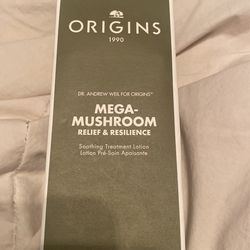 ORIGINS
1990
DR. ANDREW WEIL FOR ORIGINS™
MEGA-
MUSHROOM
RELIEF & RESILIENCE
Soothing Treatment Lotion
Lotion Pré-Soin Apaisante